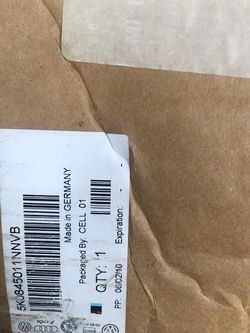 5K0845011NNVB
Made in GERMANY
Packaged By: CELL 01
QTY: 1
Expiration:
PP: 06/02/10